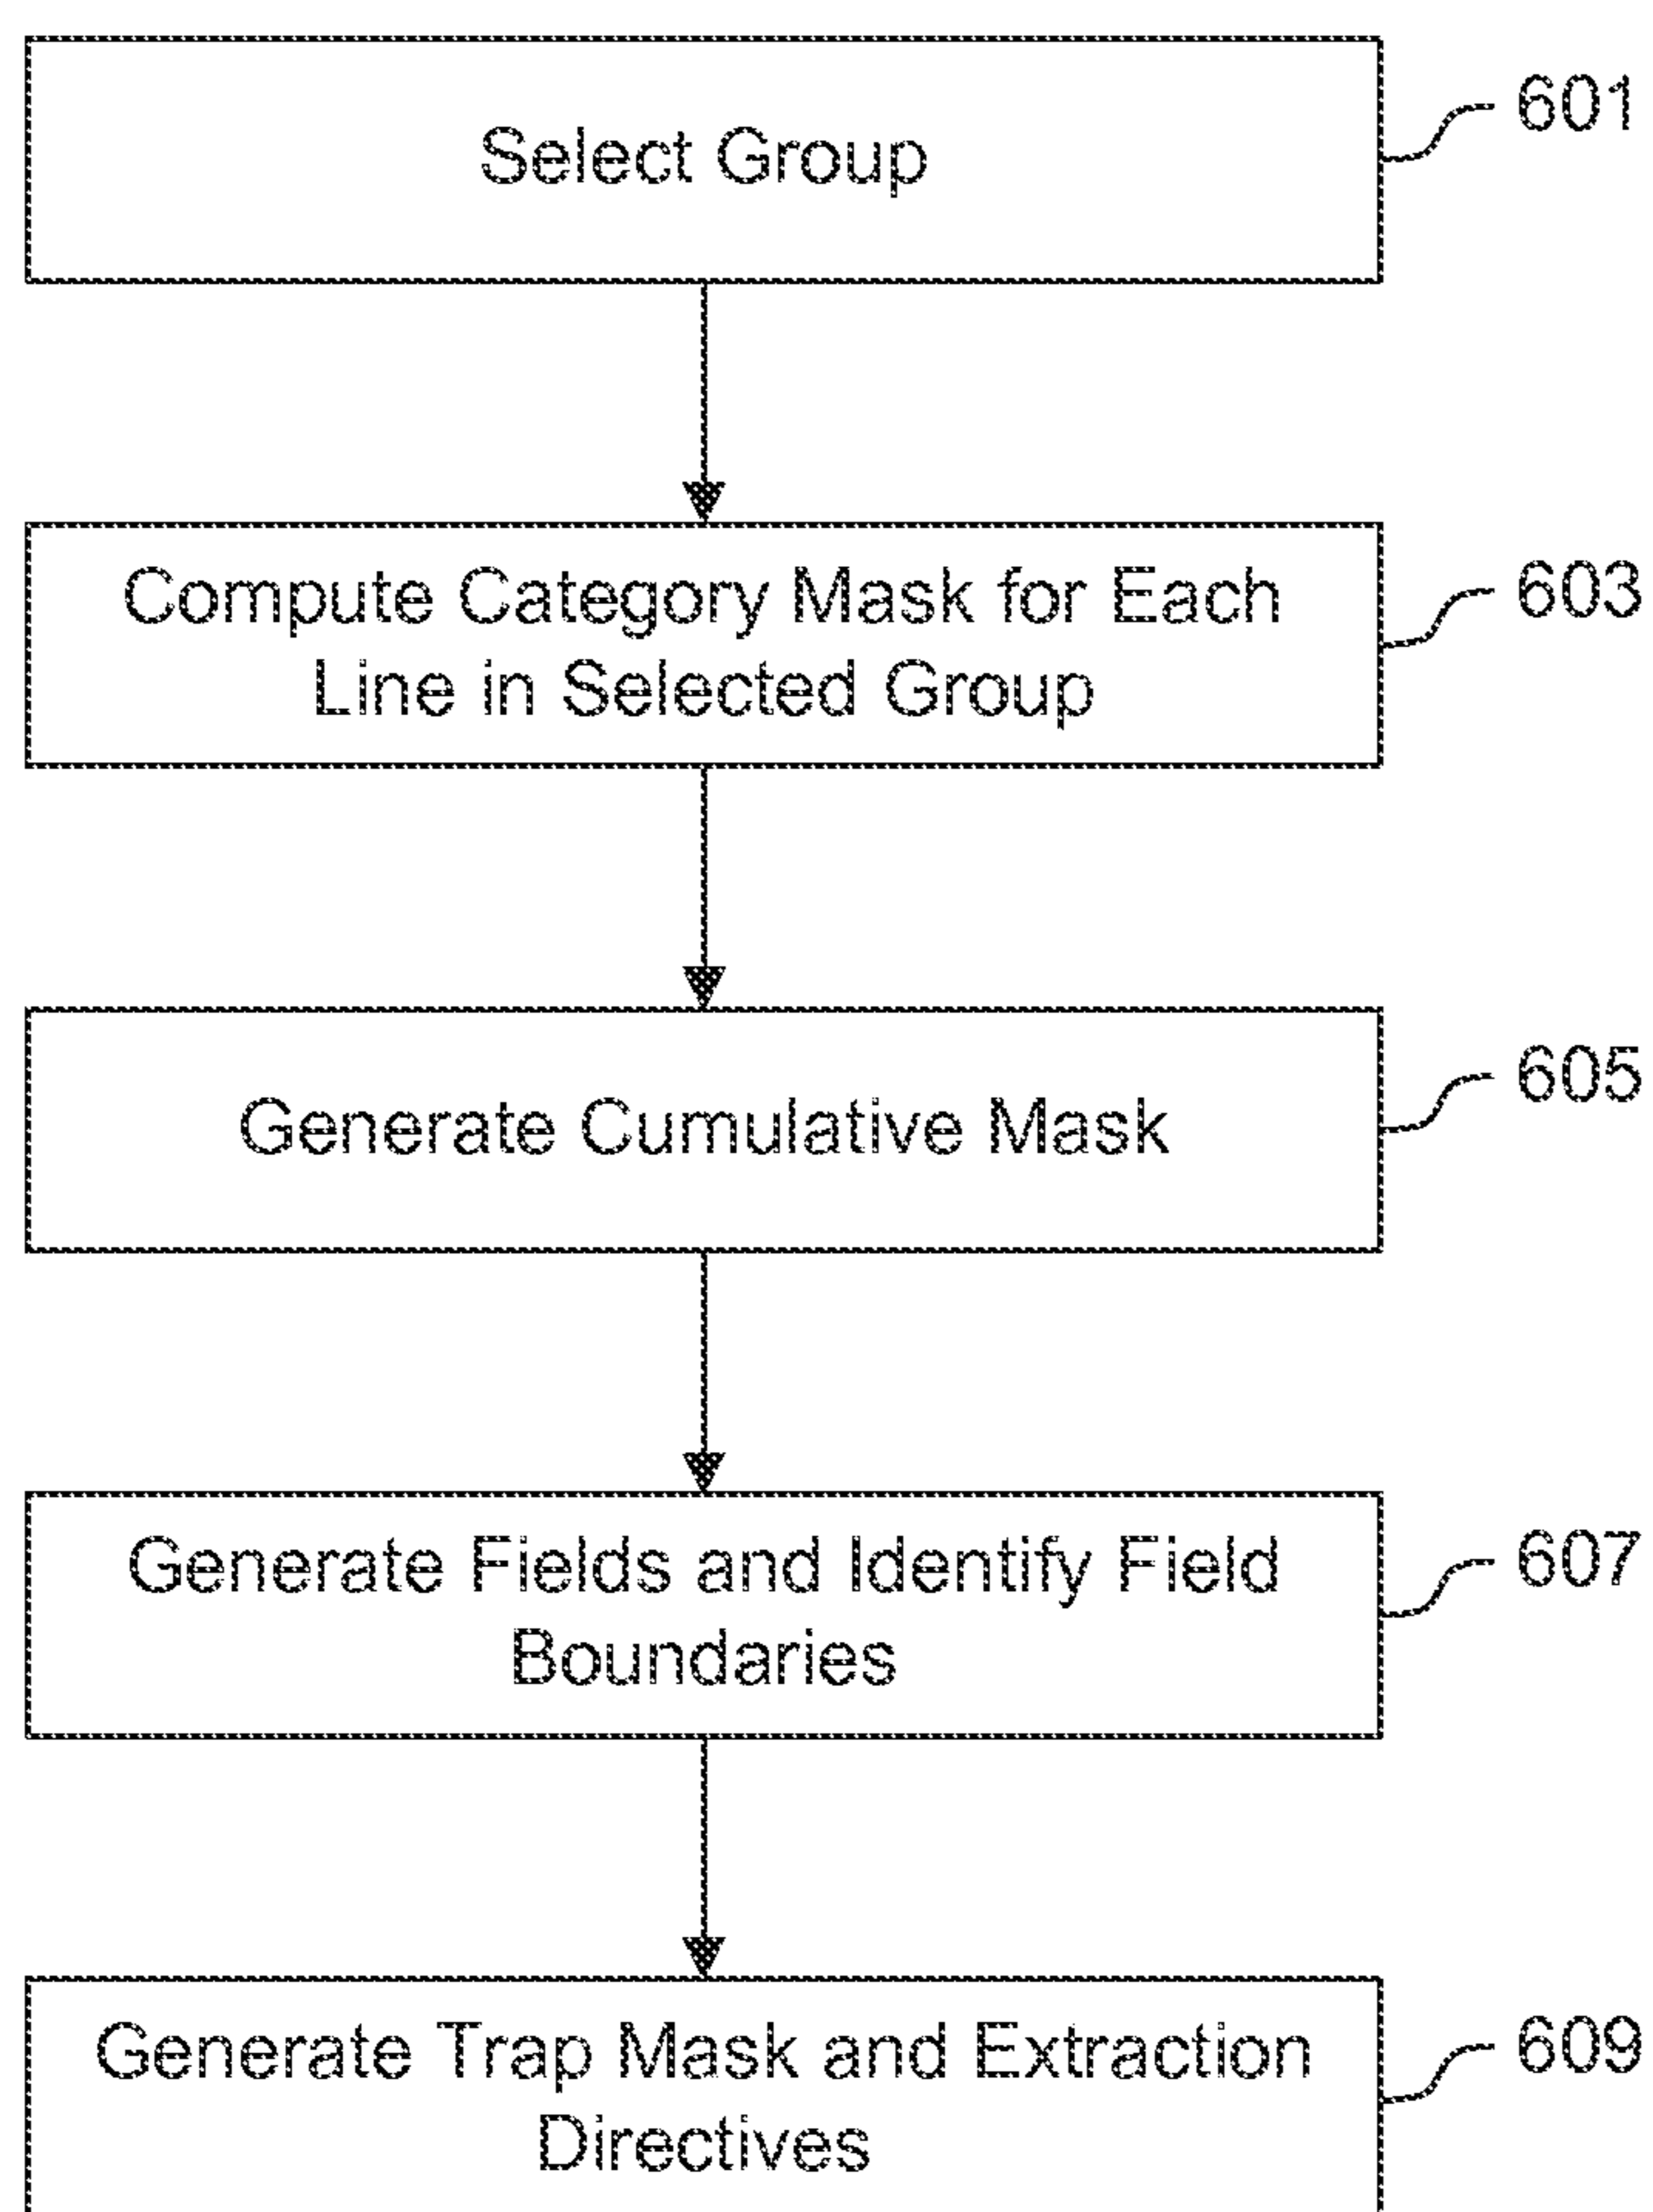 Select Group
601
Compute Category Mask for Each
Line in Selected Group
603
Generate Cumulative Mask
605
Generate Fields and Identify Field
Boundaries
607
Generate Trap Mask and Extraction
Directives
609